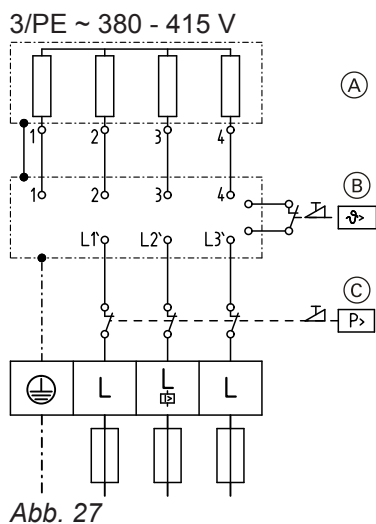 3/PE ~ 380 - 415 V
A
1 2 3 4
B
1 2 3 4
ϑ>
L1` L2` L3`
C
P>
L L L
Abb. 27